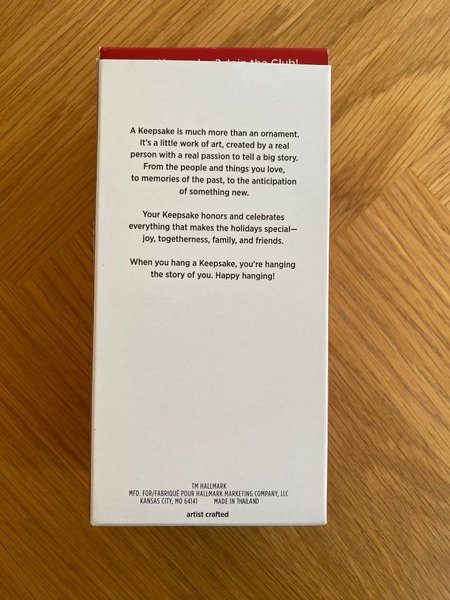 ? Join the Club!
A Keepsake is much more than an ornament.
It's a little work of art, created by a real
person with a real passion to tell a big story.
From the people and things you love,
to memories of the past, to the anticipation
of something new.
Your Keepsake honors and celebrates
everything that makes the holidays special—
joy, togetherness, family, and friends.
When you hang a Keepsake, you're hanging
the story of you. Happy hanging!
TM HALLMARK
MFD. FOR/FABRIQUÉ POUR HALLMARK MARKETING COMPANY, LLC
KANSAS CITY, MO 64141 MADE IN THAILAND
artist crafted